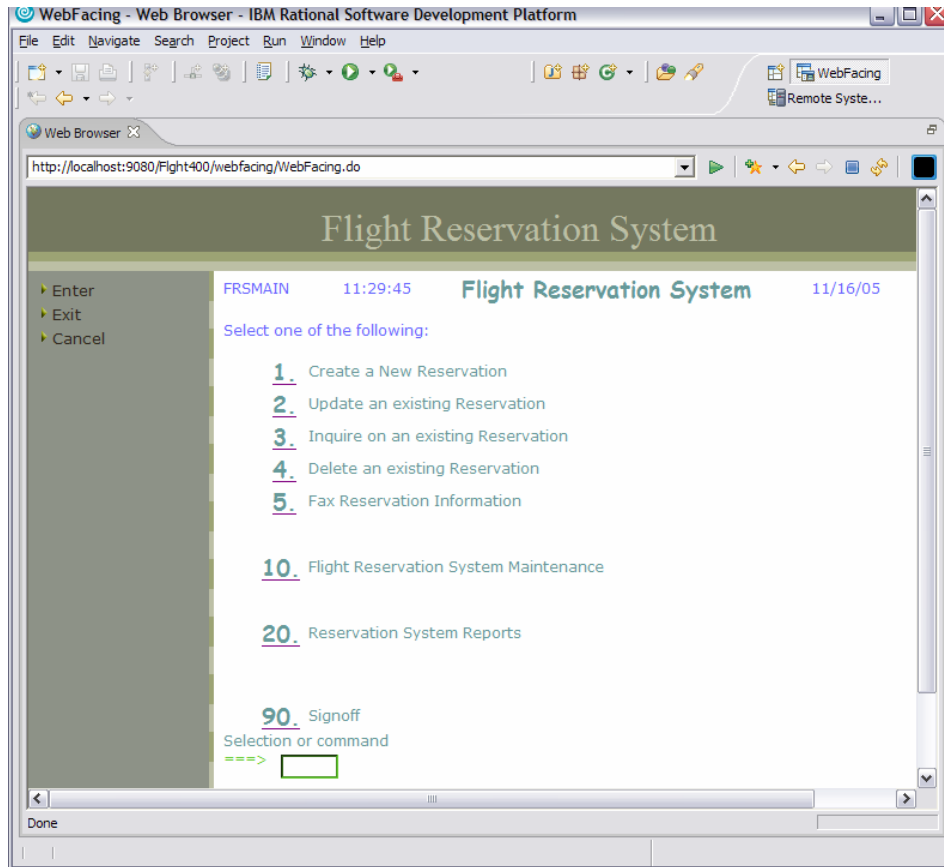 WebFacing - Web Browser - IBM Rational Software Development Platform
File Edit Navigate Search Project Run Window Help
WebFacing
Remote Syste...
Web Browser
http://localhost:9080/Flght400/webfacing/WebFacing.do
Flight Reservation System
Enter
Exit
Cancel
FRSMAIN 11:29:45 Flight Reservation System 11/16/05
Select one of the following:
1. Create a New Reservation
2. Update an existing Reservation
3. Inquire on an existing Reservation
4. Delete an existing Reservation
5. Fax Reservation Information
10. Flight Reservation System Maintenance
20. Reservation System Reports
90. Signoff
Selection or command
===>
Done